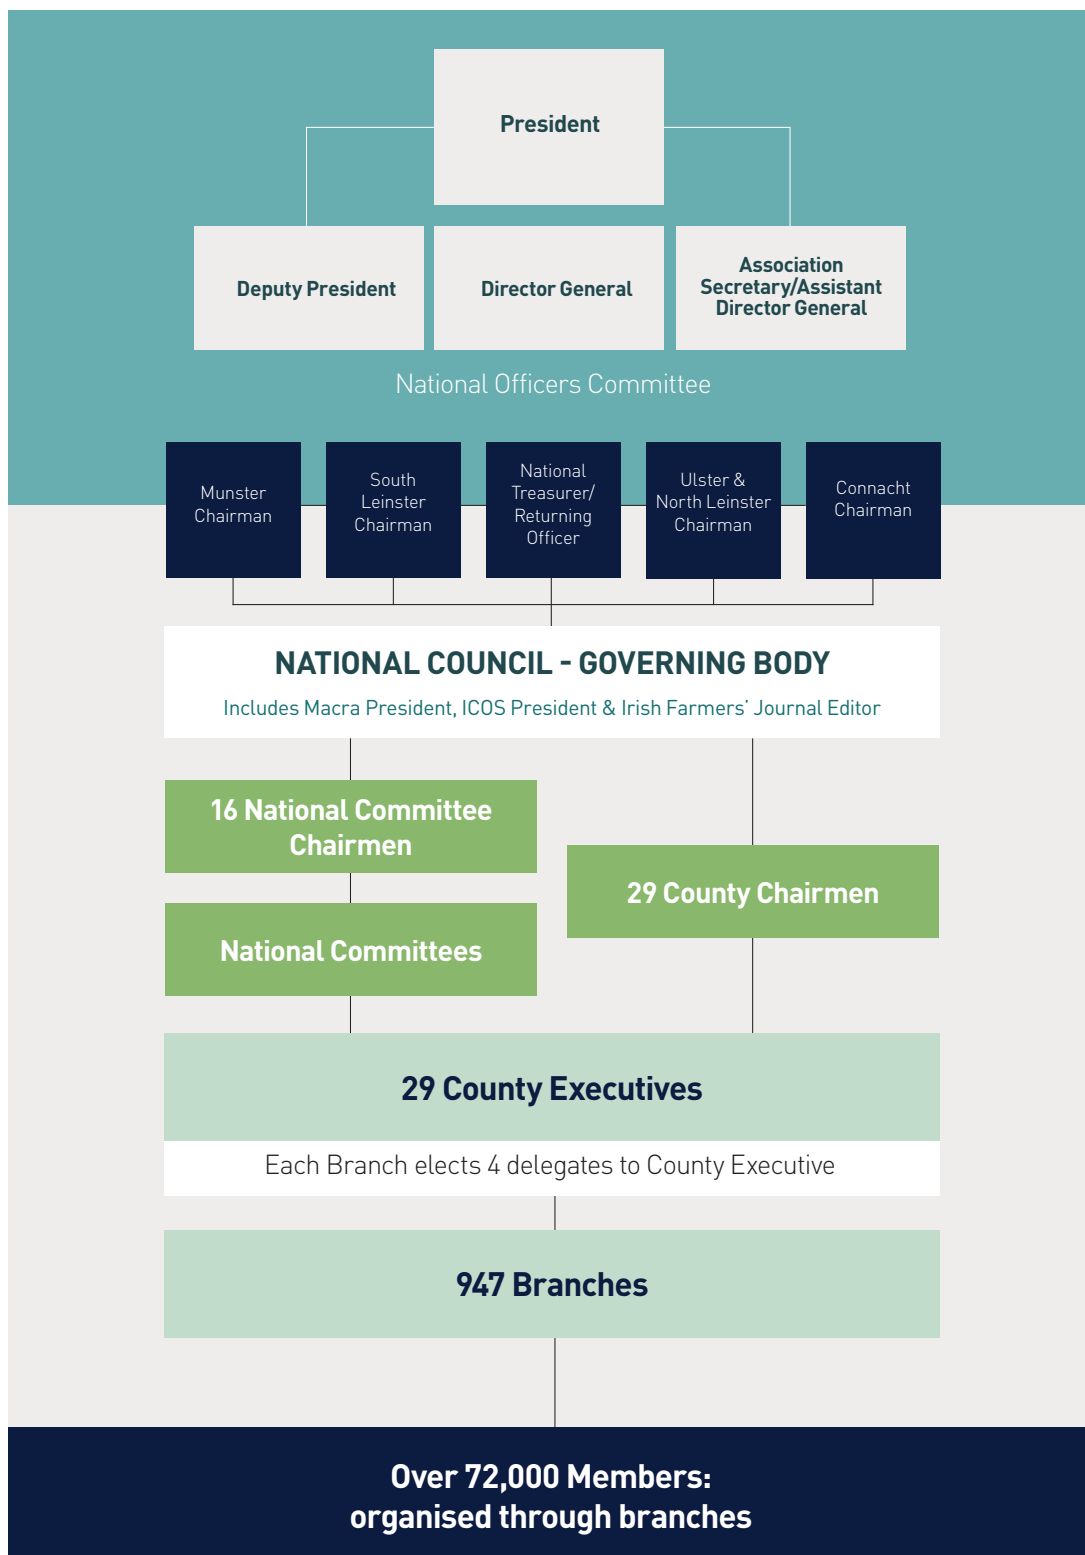 President
Deputy President
Director General
Association
Secretary/Assistant
Director General
National Officers Committee
Munster
Chairman
South
Leinster
Chairman
National
Treasurer/
Returning
Officer
Ulster &
North Leinster
Chairman
Connacht
Chairman
NATIONAL COUNCIL - GOVERNING BODY
Includes Macra President, ICOS President & Irish Farmers’ Journal Editor
16 National Committee
Chairmen
29 County Chairmen
National Committees
29 County Executives
Each Branch elects 4 delegates to County Executive
947 Branches
Over 72,000 Members:
organised through branches